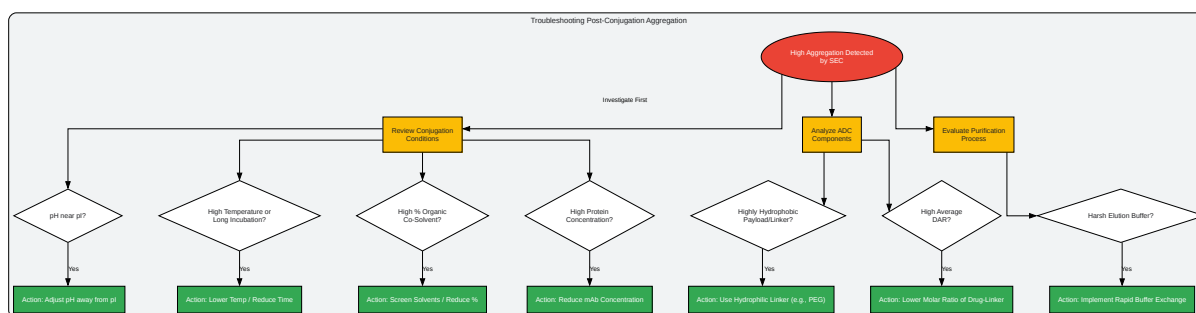 Troubleshooting Post-Conjugation Aggregation
High Aggregation Detected
by SEC
Investigate First
Review Conjugation
Conditions
Analyze ADC
Components
Evaluate Purification
Process
pH near pI?
High Temperature or
Long Incubation?
High % Organic
Co-Solvent?
High Protein
Concentration?
Highly Hydrophobic
Payload/Linker?
High Average
DAR?
Harsh Elution Buffer?
Yes
Yes
Yes
Yes
Yes
Yes
Yes
Action: Adjust pH away from pI
Action: Lower Temp / Reduce Time
Action: Screen Solvents / Reduce %
Action: Reduce mAb Concentration
Action: Use Hydrophilic Linker (e.g., PEG)
Action: Lower Molar Ratio of Drug-Linker
Action: Implement Rapid Buffer Exchange